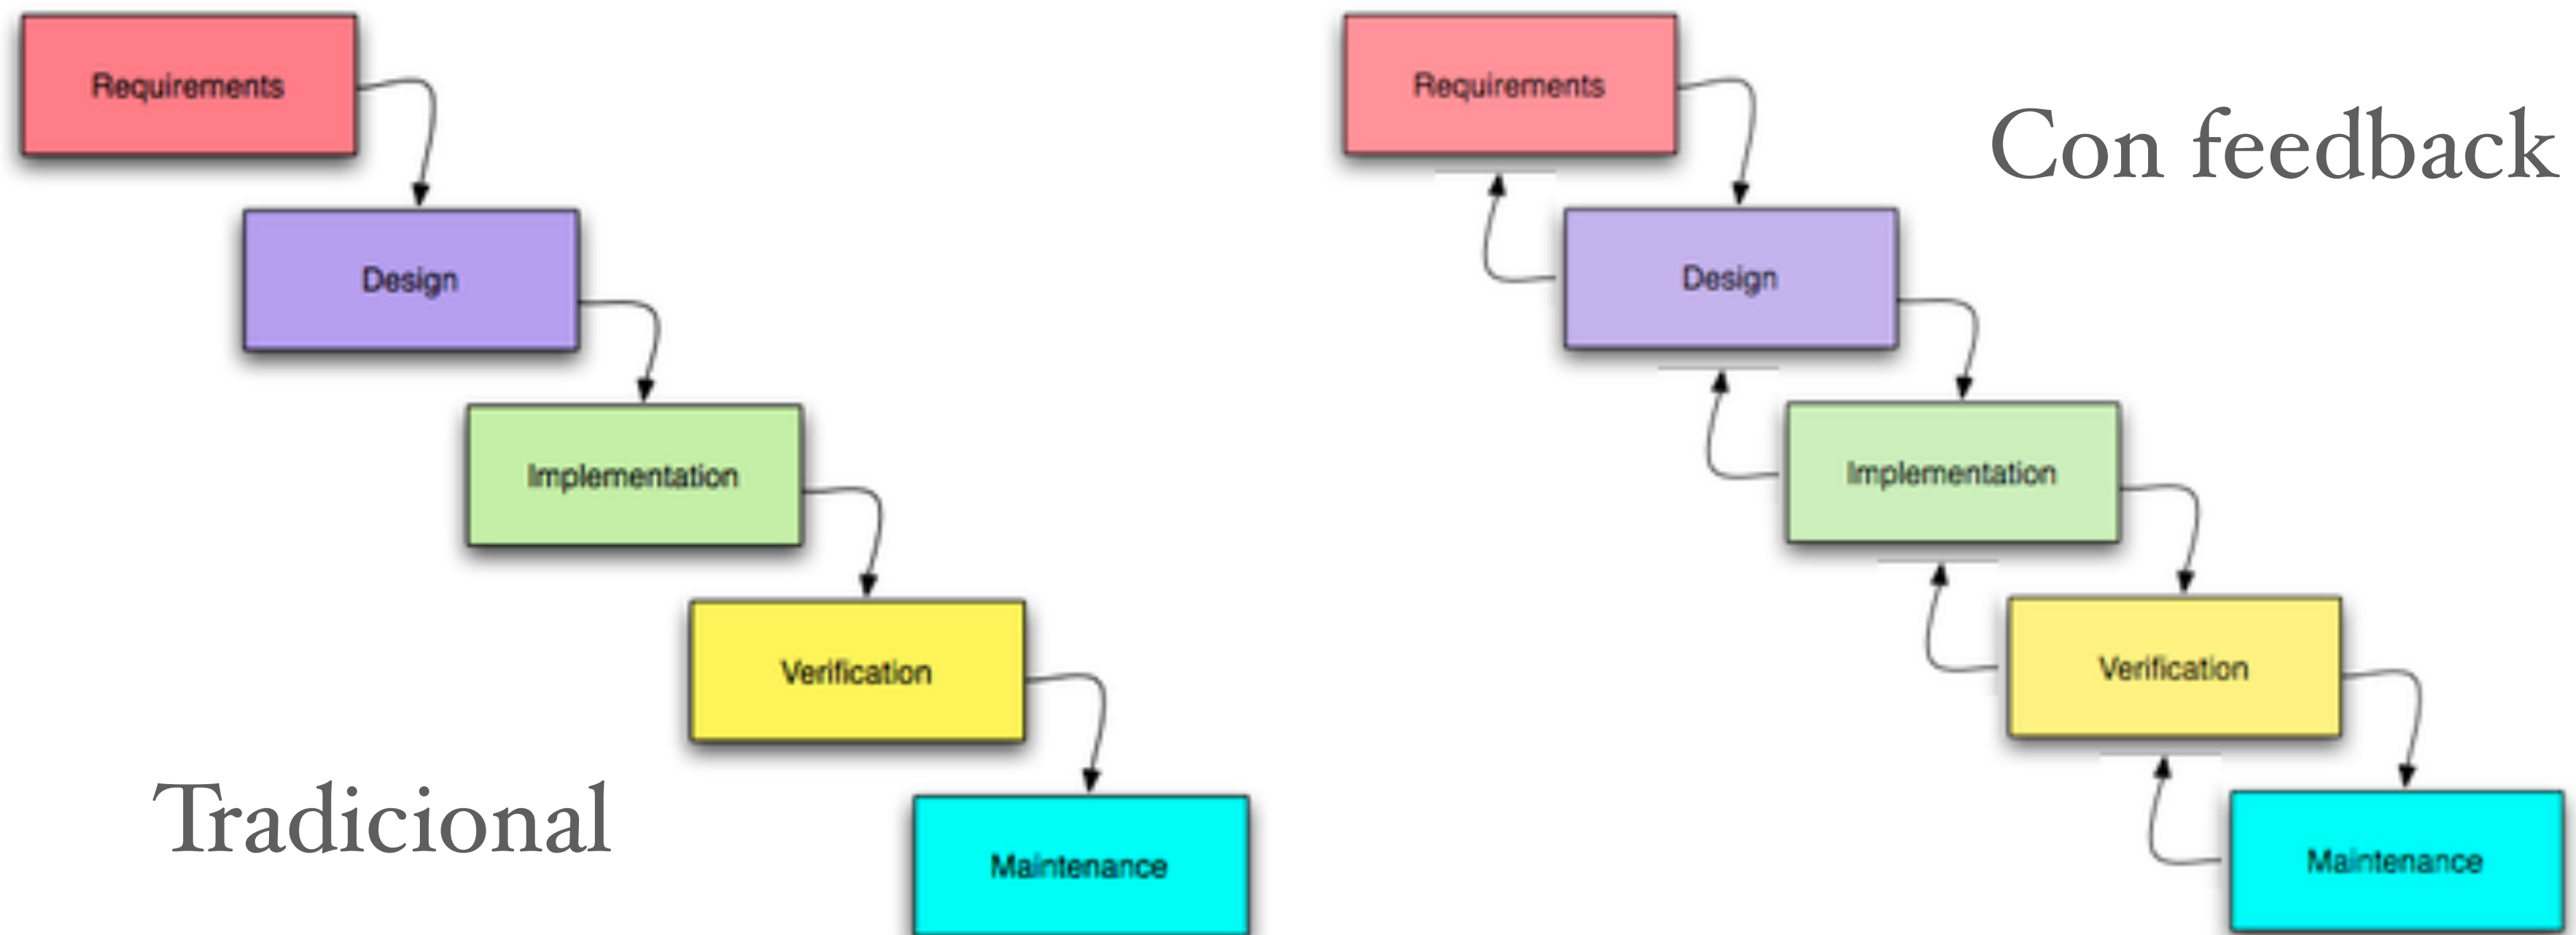 Requirements
Design
Implementation
Verification
Maintenance
Tradicional
Requirements
Con feedback
Design
Implementation
Verification
Maintenance